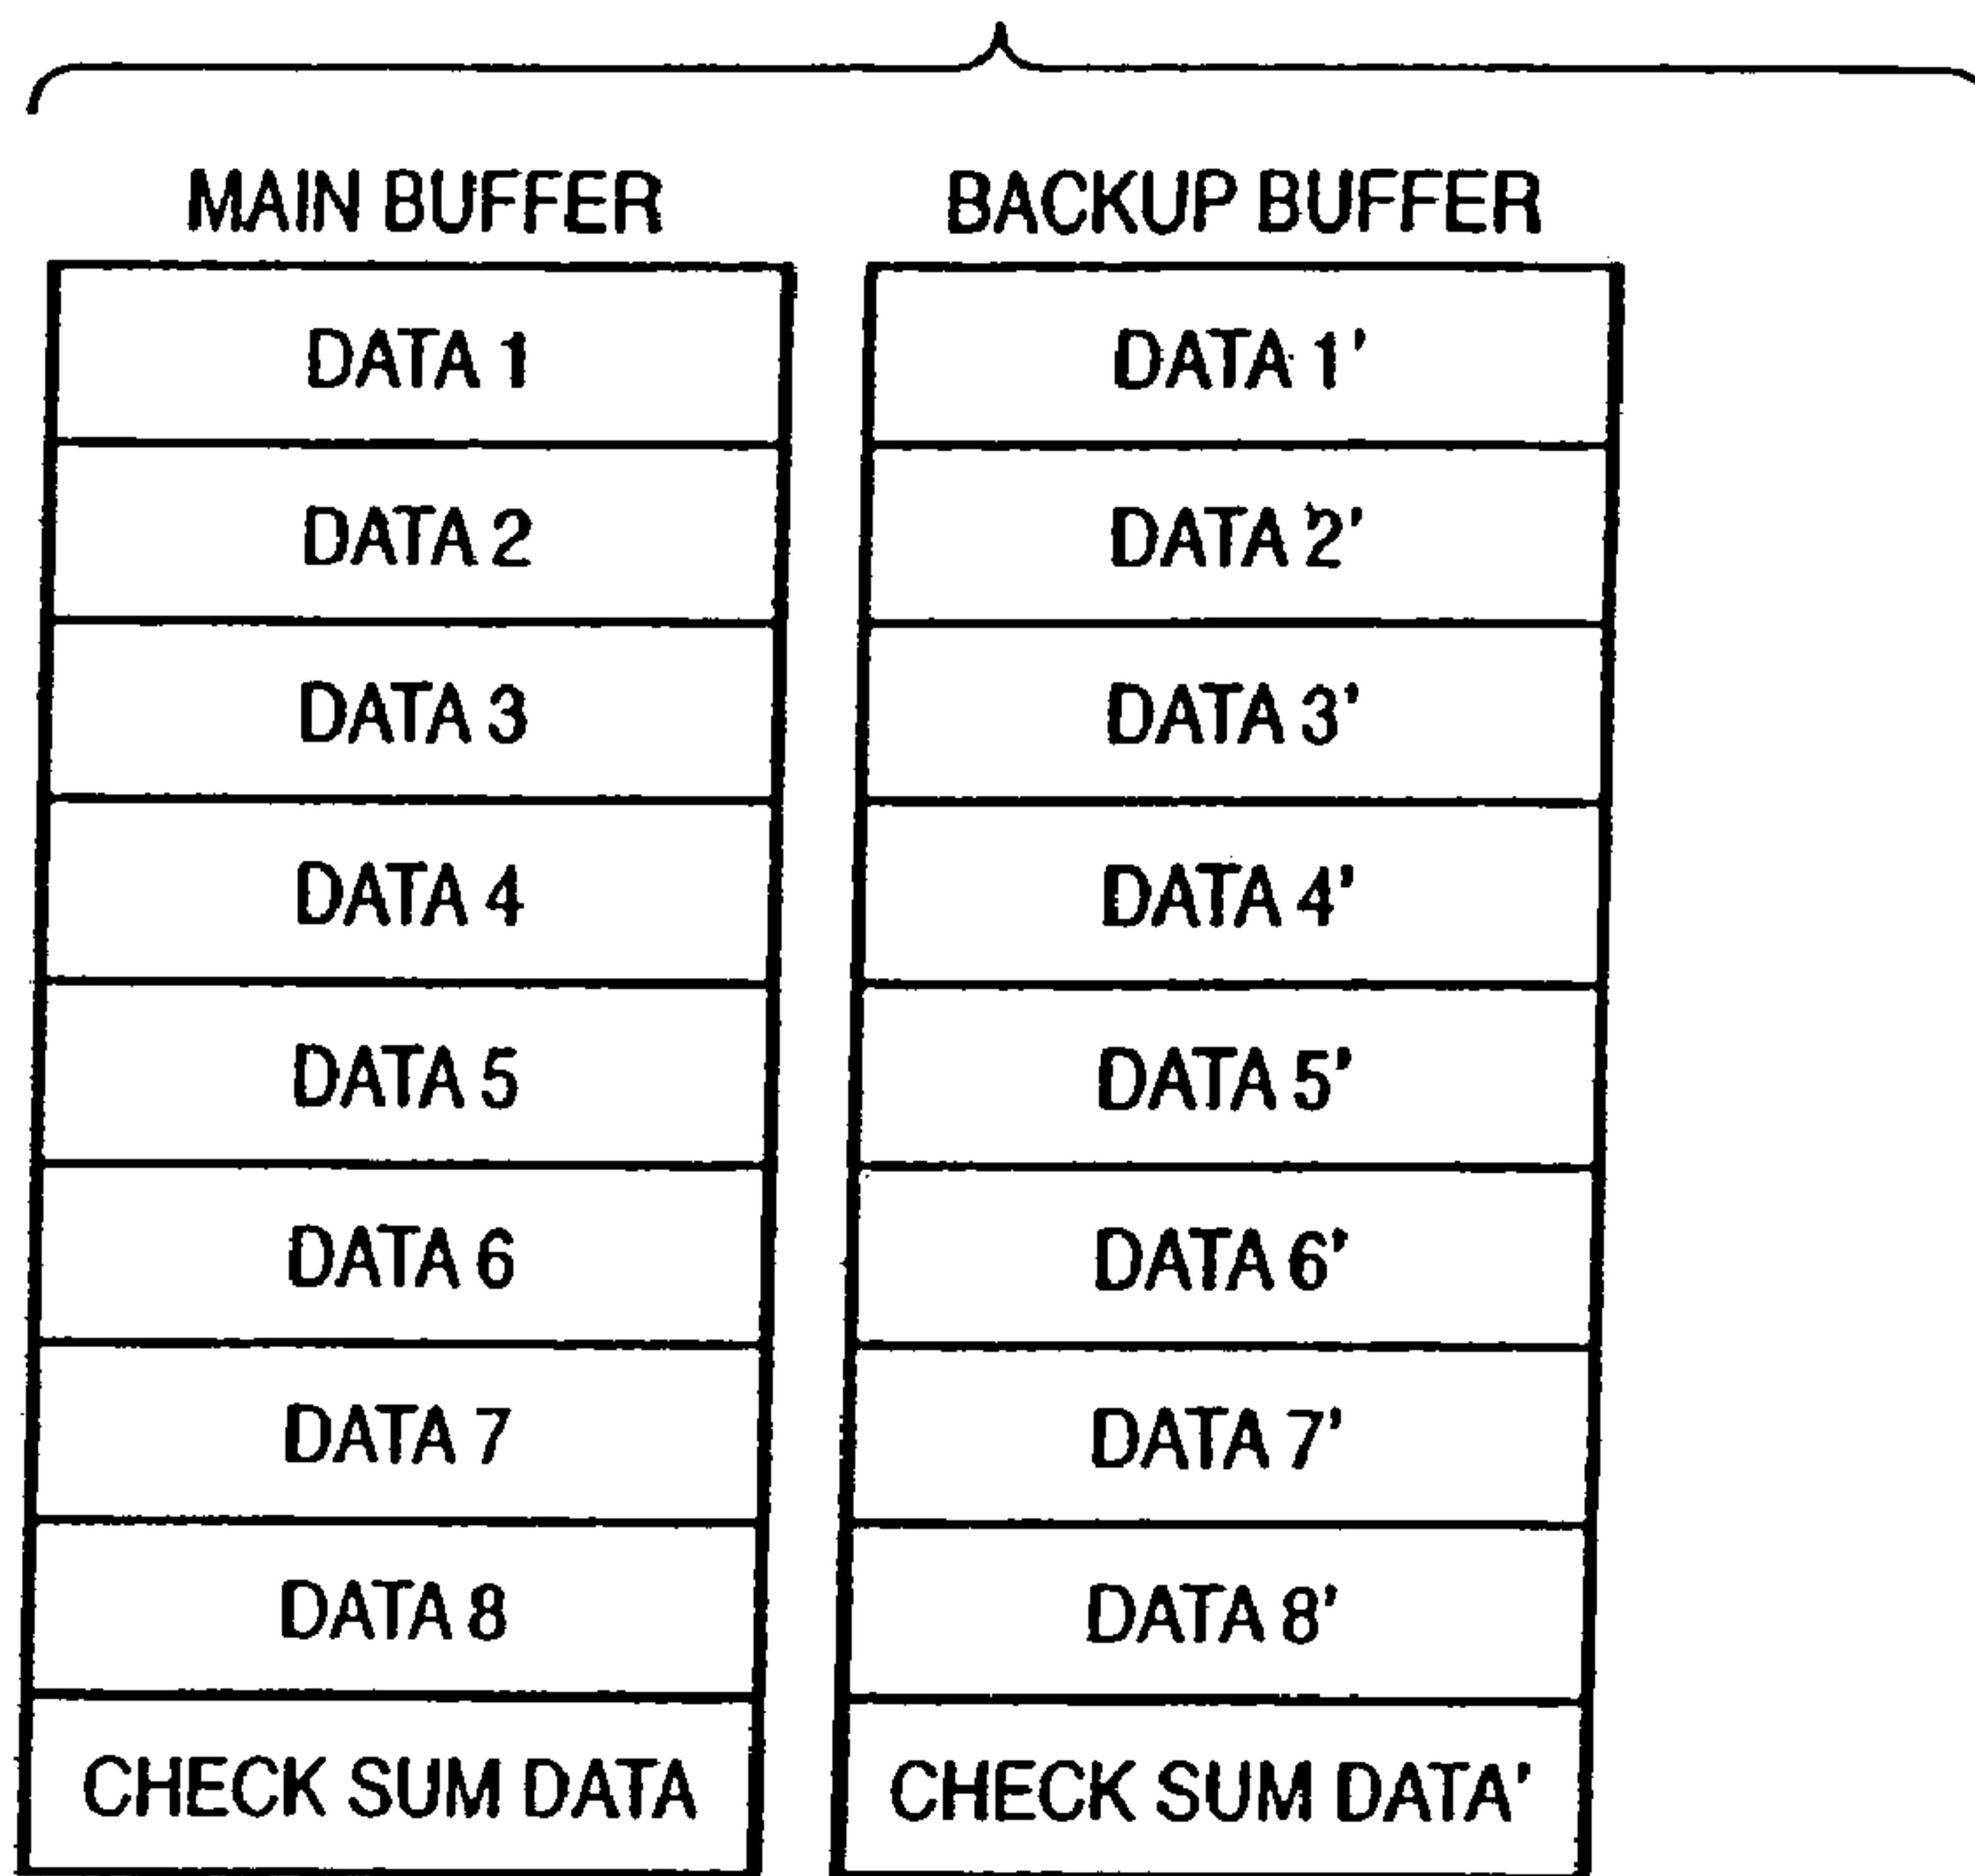 MAIN BUFFER
DATA 1
DATA 2
DATA 3
DATA 4
DATA 5
DATA 6
DATA 7
DATA 8
CHECK SUM DATA
BACKUP BUFFER
DATA 1'
DATA 2'
DATA 3'
DATA 4'
DATA 5'
DATA 6'
DATA 7'
DATA 8'
CHECK SUM DATA'